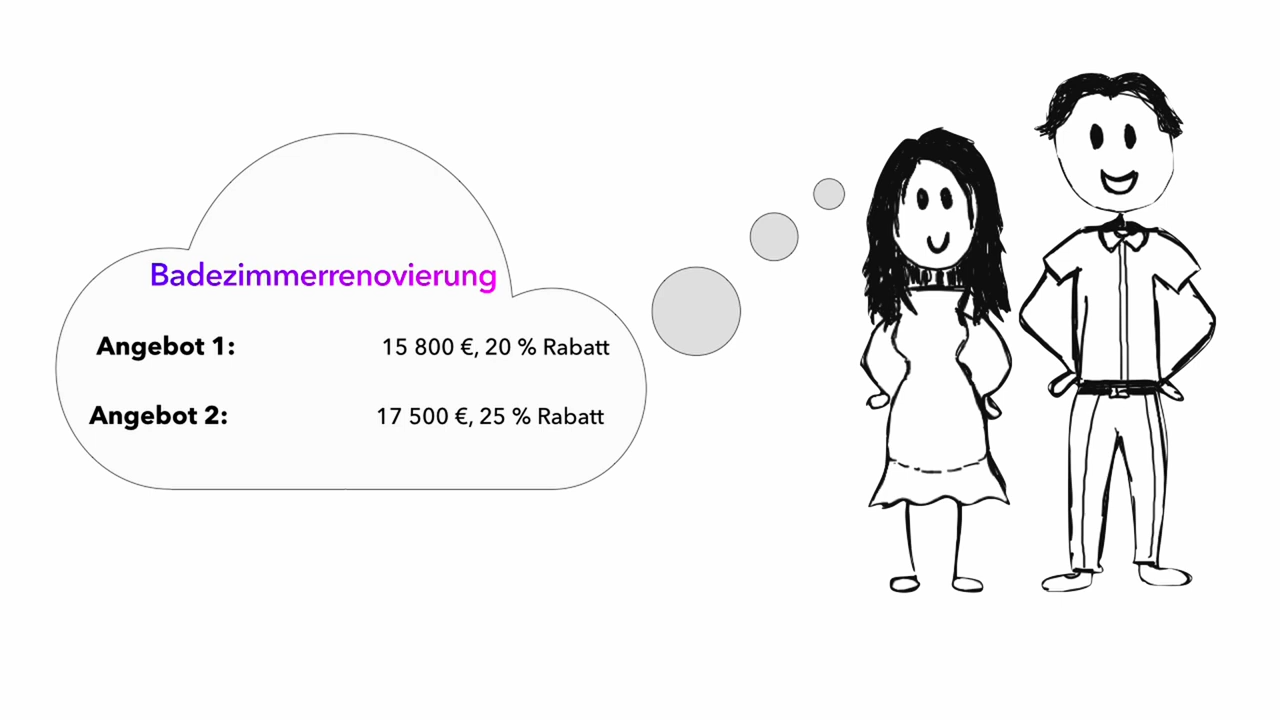 Badezimmerrenovierung
Angebot 1: 15 800 €, 20 % Rabatt
Angebot 2: 17 500 €, 25 % Rabatt